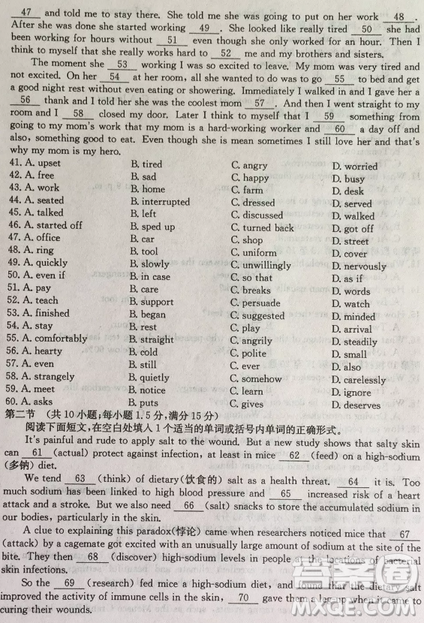 47 and told me to stay there. She told me she was going to put on her work 48 .
After she was done she started working 49 . She looked like really tired 50 she had
been working for hours without 51 even though she only worked for an hour. Then I
think to myself that she really works hard to 52 me and my brothers and sisters.
The moment she 53 working I was so excited to leave. My mom was very tired and
not excited. On her 54 at her room, all she wanted to do was to go 55 to bed and get
a good night rest without even eating or showering. Immediately I walked in and I gave her a
56 thank and I told her she was the coolest mom 57 . And then I went straight to my
room and I 58 closed my door. Later I think to myself that I 59 something from
going to my mom's work that my mom is a hard-working worker and 60 a day off and
also, something good to eat. Even though she is mean sometimes I still love her and that's
why my mom is my hero.
41. A. upset B. tired C. angry D. worried
42. A. free B. sad C. happy D. busy
43. A. work B. home C. farm D. desk
44. A. seated B. interrupted C. dressed D. served
45. A. talked B. left C. discussed D. walked
46. A. started off B. sped up C. turned back D. got off
47. A. office B. car C. shop D. street
48. A. ring B. tool C. uniform D. cover
49. A. quickly B. slowly C. unwillingly D. nervously
50. A. even if B. in case C. so that D. as if
51. A. pay B. care C. breaks D. words
52. A. teach B. support C. persuade D. watch
53. A. finished B. began C. suggested D. minded
54. A. stay B. rest C. play D. arrival
55. A. comfortably B. straight C. angrily D. steadily
56. A. hearty B. cold C. polite D. small
57. A. even B. still C. ever D. also
58. A. strangely B. quietly C. somehow D. carelessly
59. A. meet B. notice C. learn D. forget
60. A. asks B. puts C. gives D. deserves
第二节 (共10小题;每小题1.5分,满分15分)
阅读下面短文,在空白处填入1个适当的单词或括号内单词的正确形式。
It's painful and rude to apply salt to the wound. But a new study shows that salty skin
can 61 (actual) protect against infection, at least in mice 62 (feed) on a high-sodium
(多钠) diet.
We tend 63 (think) of dietary(饮食的) salt as a health threat. 64 it is. Too
much sodium has been linked to high blood pressure and 65 increased risk of a heart
attack and a stroke. But we also need 66 (salt) snacks to store the accumulated sodium in
our bodies, particularly in the skin.
A clue to explaining this paradox(悖论) came when researchers noticed mice that 67
(attack) by a cagemate got excited with an unusually large amount of sodium at the site of the
bite. They then 68 (discover) high-sodium levels in people at the locations of bacterial
skin infections.
So the 69 (research) fed mice a high-sodium diet, and that the dietary salt
improved the activity of immune cells in the skin, 70 gave them a leg up when it came to
curing their wounds.
答案圈
MXQE.COM